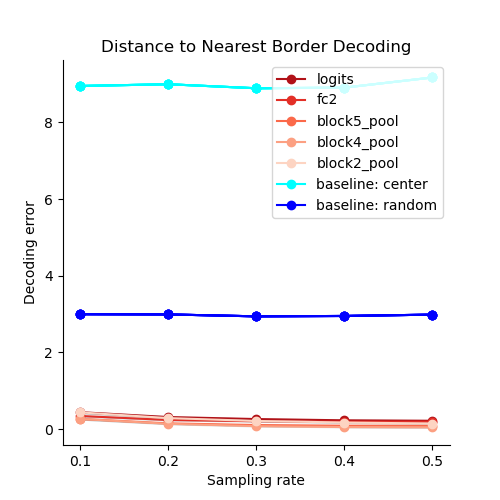 Distance to Nearest Border Decoding
logits
fc2
block5_pool
block4_pool
block2_pool
baseline: center
baseline: random
Decoding error
8
6
4
2
0
0.1 0.2 0.3 0.4 0.5
Sampling rate